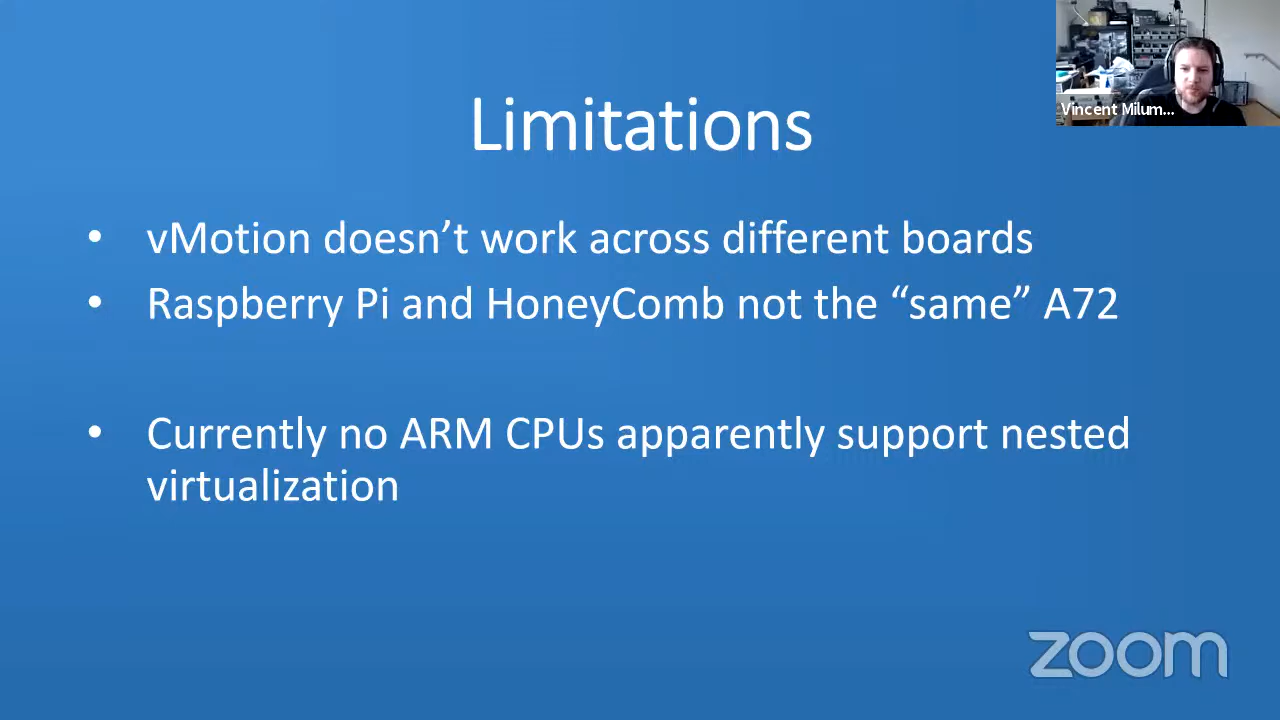 Vincent Milum...
Limitations
• vMotion doesn’t work across different boards
• Raspberry Pi and HoneyComb not the “same” A72
• Currently no ARM CPUs apparently support nested
virtualization
zoom